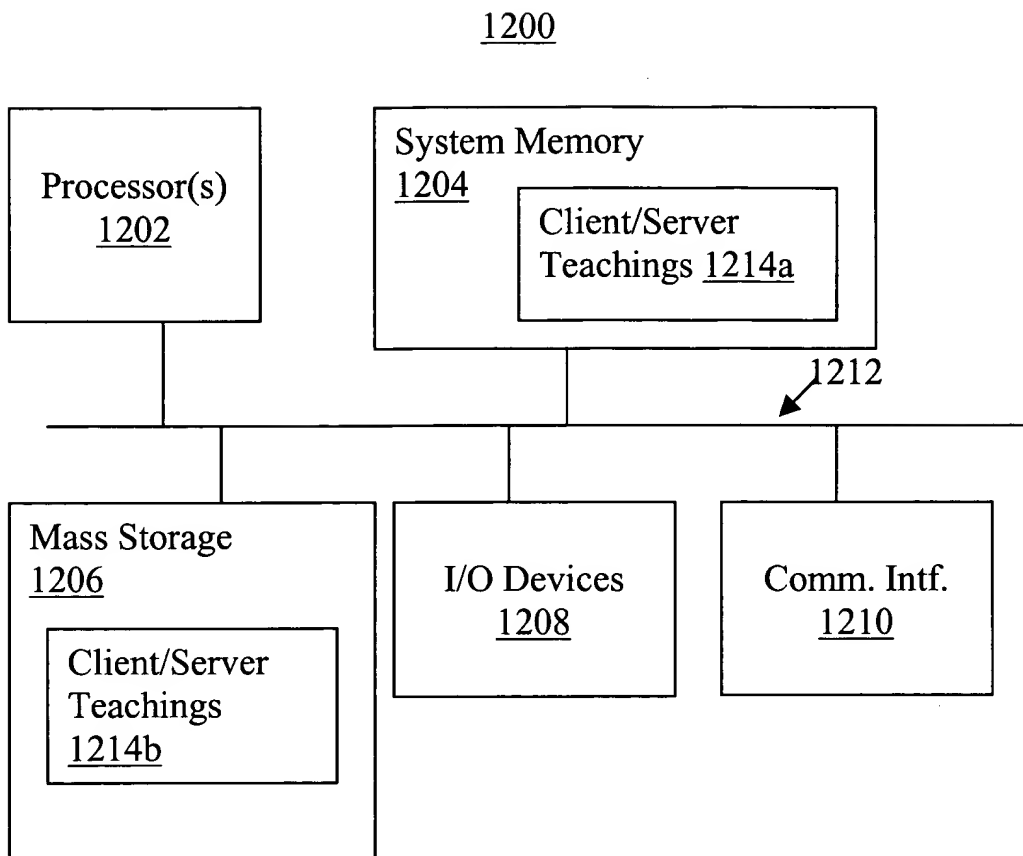 1200
Processor(s)
1202
System Memory
1204
Client/Server
Teachings 1214a
1212
Mass Storage
1206
Client/Server
Teachings
1214b
I/O Devices
1208
Comm. Intf.
1210